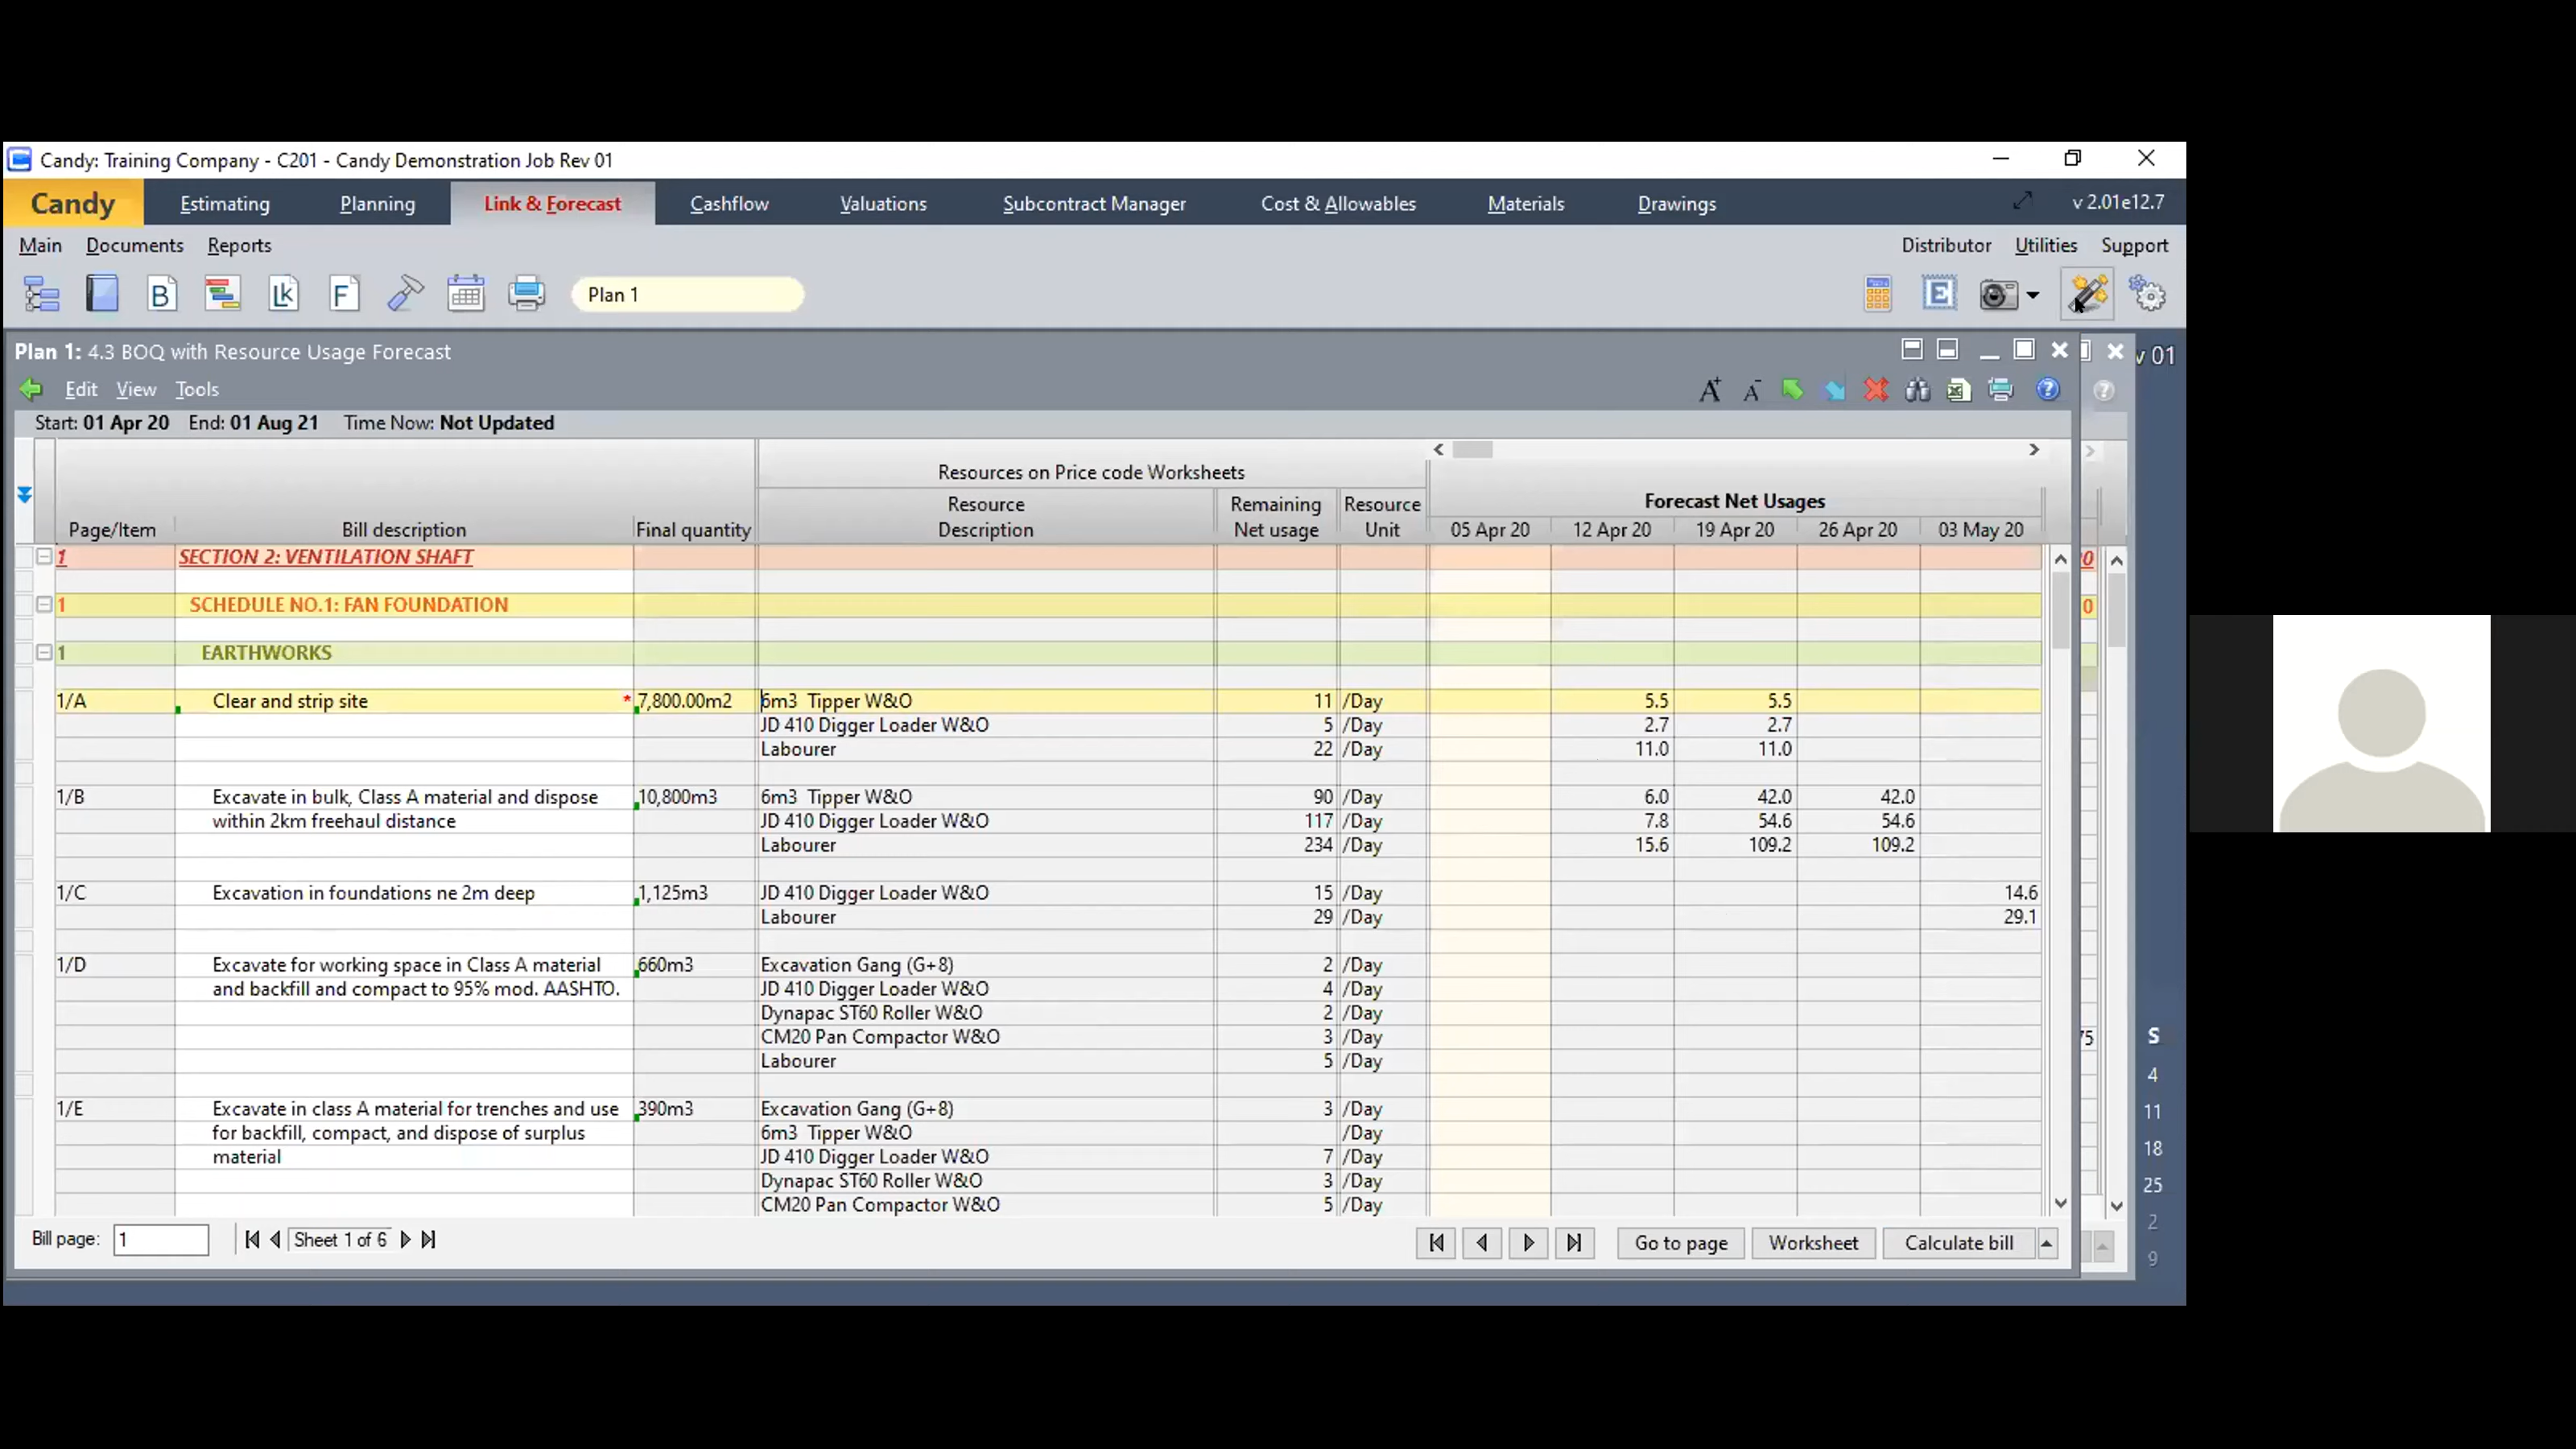 Candy: Training Company - C201 - Candy Demonstration Job Rev 01
Candy Estimating Planning Link & Forecast Cashflow Valuations Subcontract Manager Cost & Allowables Materials Drawings v 2.01e12.7
Main Documents Reports Distributor Utilities Support
B Lk F Plan 1 E
Plan 1: 4.3 BOQ with Resource Usage Forecast v 01
Edit View Tools A+ A-
Start: 01 Apr 20 End: 01 Aug 21 Time Now: Not Updated
Resources on Price code Worksheets
Forecast Net Usages
Page/Item Bill description Final quantity Resource Description Remaining Net usage Resource Unit 05 Apr 20 12 Apr 20 19 Apr 20 26 Apr 20 03 May 20
1 SECTION 2: VENTILATION SHAFT 0
1 SCHEDULE NO.1: FAN FOUNDATION 0
1 EARTHWORKS
1/A Clear and strip site * 7,800.00m2 6m3 Tipper W&O 11 /Day 5.5 5.5
JD 410 Digger Loader W&O 5 /Day 2.7 2.7
Labourer 22 /Day 11.0 11.0
1/B Excavate in bulk, Class A material and dispose 10,800m3 6m3 Tipper W&O 90 /Day 6.0 42.0 42.0
within 2km freehaul distance JD 410 Digger Loader W&O 117 /Day 7.8 54.6 54.6
Labourer 234 /Day 15.6 109.2 109.2
1/C Excavation in foundations ne 2m deep 1,125m3 JD 410 Digger Loader W&O 15 /Day 14.6
Labourer 29 /Day 29.1
1/D Excavate for working space in Class A material 660m3 Excavation Gang (G+8) 2 /Day
and backfill and compact to 95% mod. AASHTO. JD 410 Digger Loader W&O 4 /Day
Dynapac ST60 Roller W&O 2 /Day
CM20 Pan Compactor W&O 3 /Day 75 S
Labourer 5 /Day 4
1/E Excavate in class A material for trenches and use 390m3 Excavation Gang (G+8) 3 /Day 11
for backfill, compact, and dispose of surplus 6m3 Tipper W&O /Day 18
material JD 410 Digger Loader W&O 7 /Day
Dynapac ST60 Roller W&O 3 /Day 25
CM20 Pan Compactor W&O 5 /Day 2
Bill page: 1 Sheet 1 of 6 Go to page Worksheet Calculate bill 9